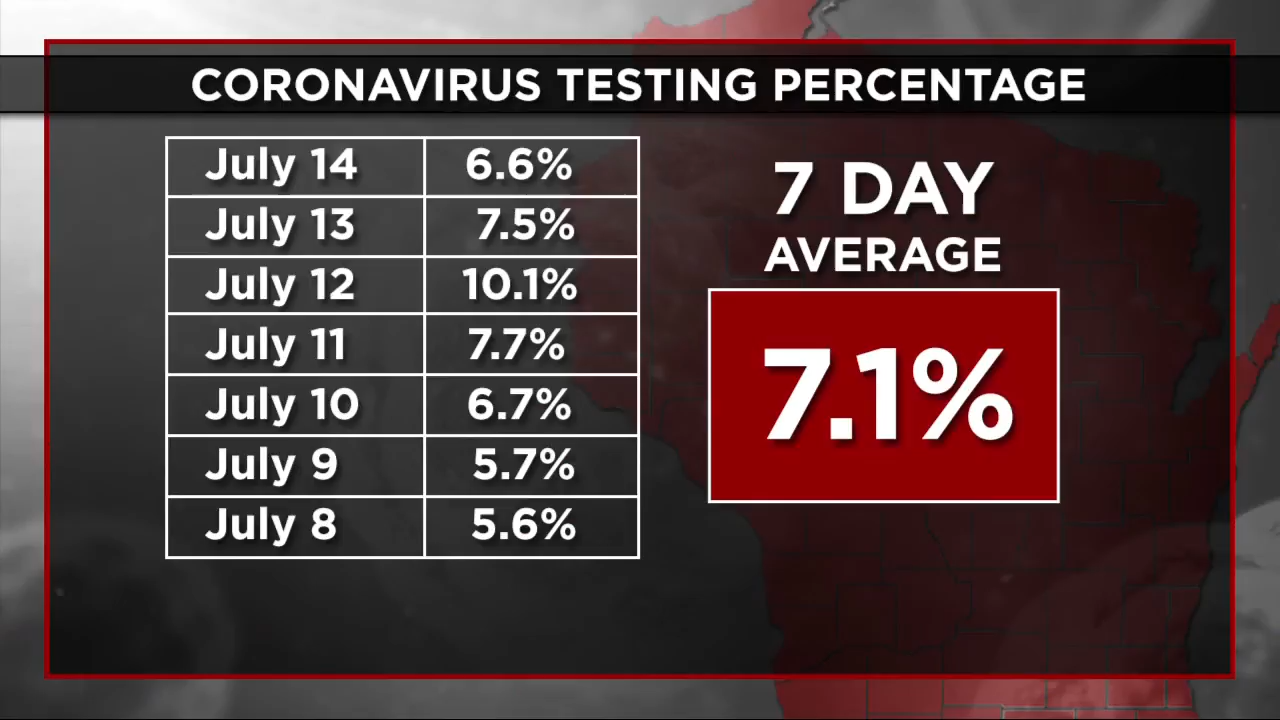 CORONAVIRUS TESTING PERCENTAGE
July 14 6.6%
July 13 7.5%
July 12 10.1%
July 11 7.7%
July 10 6.7%
July 9 5.7%
July 8 5.6%
7 DAY
AVERAGE
7.1%